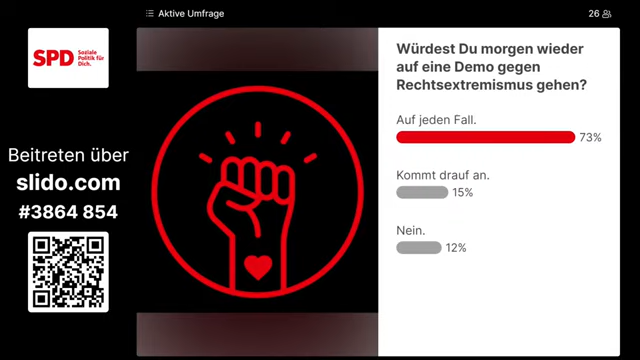 Aktive Umfrage
26
SPD Soziale
Politik für
Dich.
Beitreten über
slido.com
#3864 854
Würdest Du morgen wieder
auf eine Demo gegen
Rechtsextremismus gehen?
Auf jeden Fall.
73%
Kommt drauf an.
15%
Nein.
12%